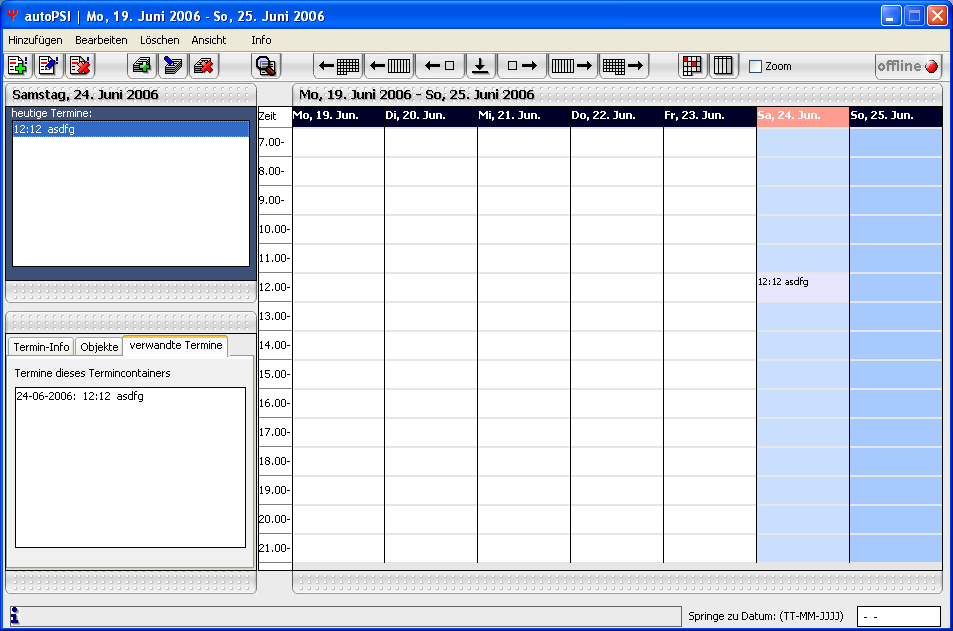 autoPSI | Mo, 19. Juni 2006 - So, 25. Juni 2006
Hinzufügen Bearbeiten Löschen Ansicht Info
Zoom
offline
Samstag, 24. Juni 2006
Mo, 19. Juni 2006 - So, 25. Juni 2006
heutige Termine:
12:12 asdfg
Zeit Mo, 19. Jun. Di, 20. Jun. Mi, 21. Jun. Do, 22. Jun. Fr, 23. Jun. Sa, 24. Jun. So, 25. Jun.
7.00-
8.00-
9.00-
10.00-
11.00-
12.00-
12:12 asdfg
13.00-
14.00-
15.00-
16.00-
17.00-
18.00-
19.00-
20.00-
21.00-
Termin-Info Objekte verwandte Termine
Termine dieses Termincontainers
24-06-2006: 12:12 asdfg
Springe zu Datum: (TT-MM-JJJJ) - -